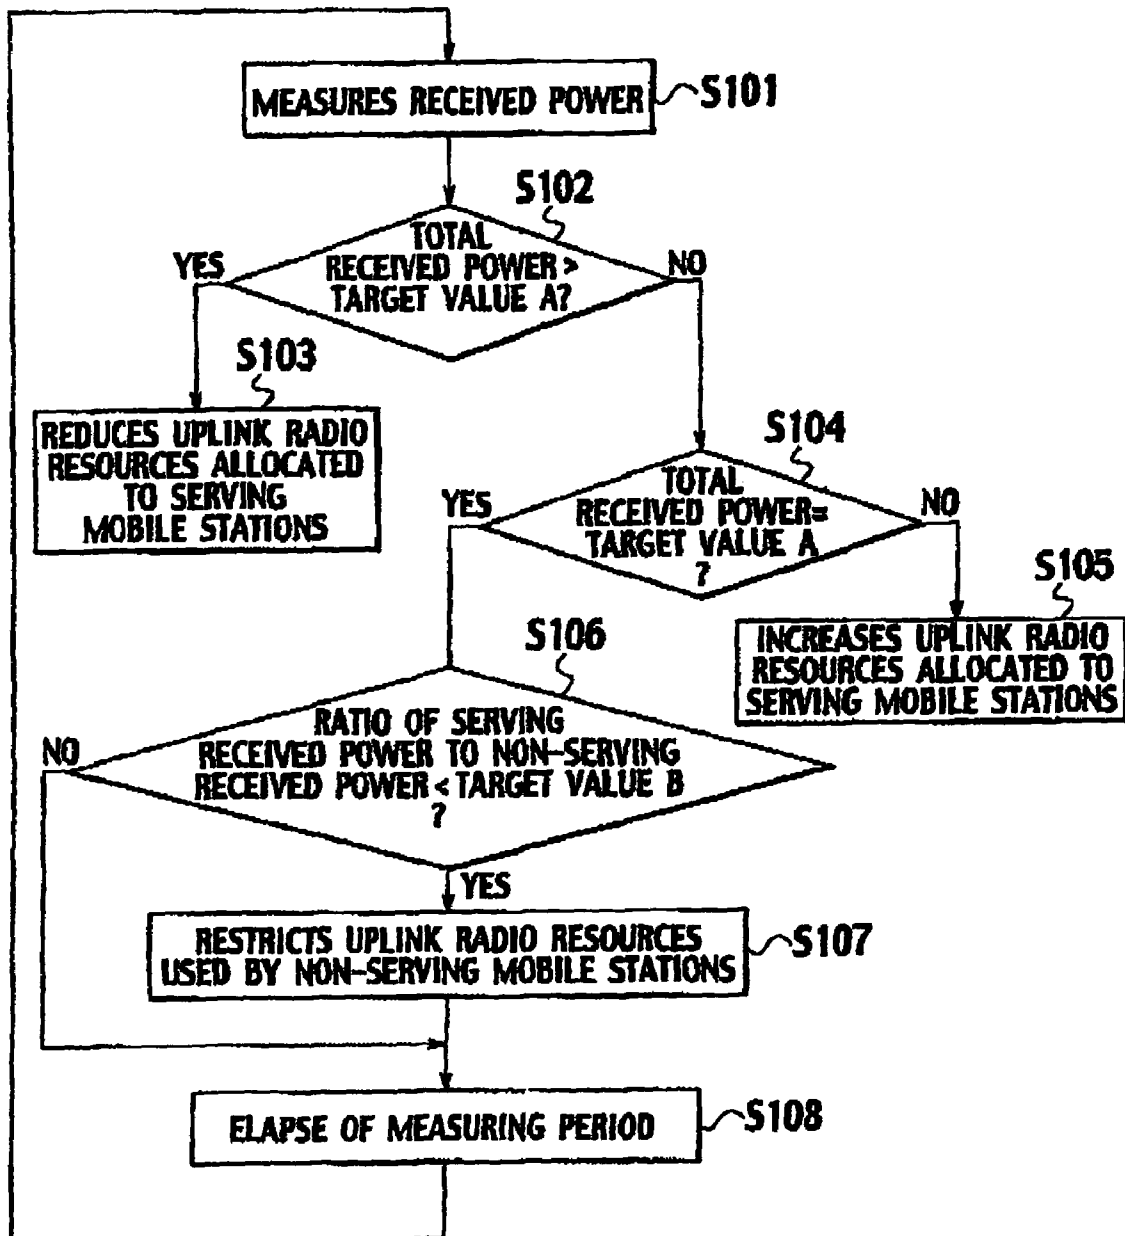 MEASURES RECEIVED POWER
S101
S102
TOTAL
RECEIVED POWER>
TARGET VALUE A?
YES
NO
S103
REDUCES UPLINK RADIO
RESOURCES ALLOCATED
TO SERVING
MOBILE STATIONS
S104
TOTAL
RECEIVED POWER=
TARGET VALUE A
?
YES
NO
S105
INCREASES UPLINK RADIO
RESOURCES ALLOCATED TO
SERVING MOBILE STATIONS
S106
RATIO OF SERVING
RECEIVED POWER TO NON-SERVING
RECEIVED POWER<TARGET VALUE B
?
NO
YES
RESTRICTS UPLINK RADIO RESOURCES
USED BY NON-SERVING MOBILE STATIONS
S107
ELAPSE OF MEASURING PERIOD
S108